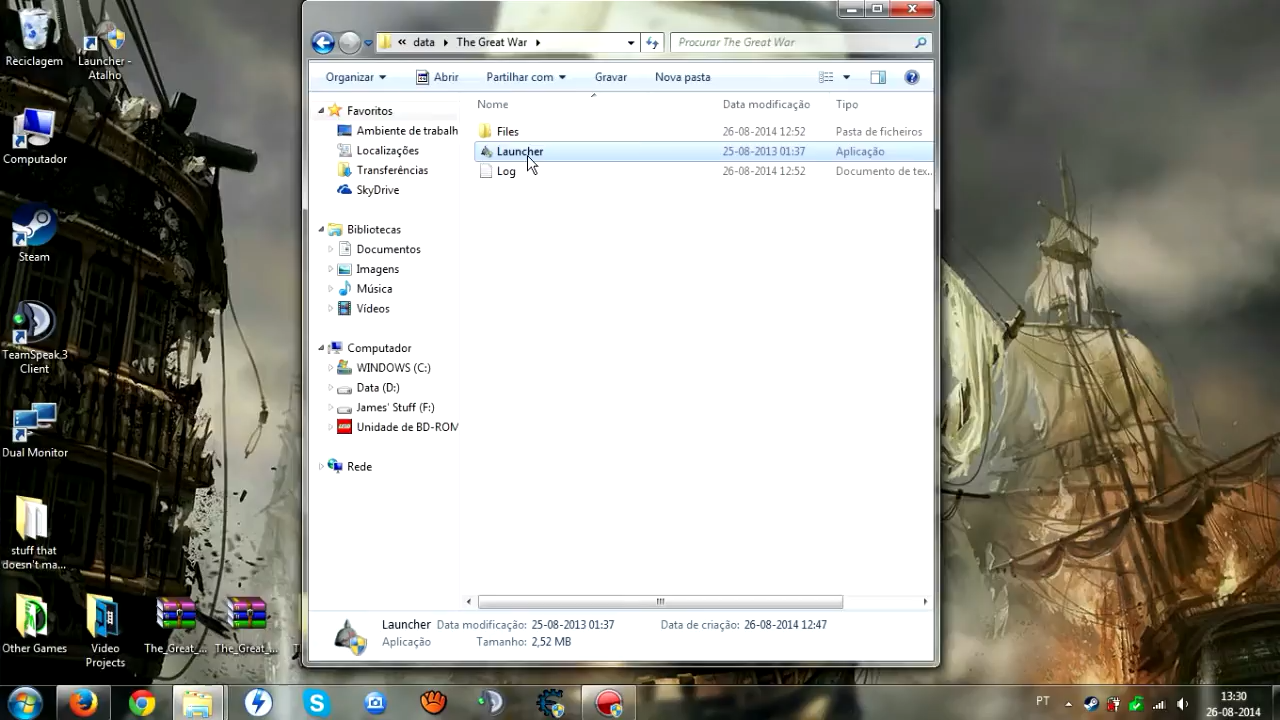 Reciclagem
Launcher -
Atalho
Computador
Steam
TeamSpeak 3
Client
Dual Monitor
stuff that
doesn't ma...
Other Games
Video
Projects
The_Great_...
The_Great_...
« data The Great War
Procurar The Great War
Organizar Abrir Partilhar com Gravar Nova pasta
Favoritos
Ambiente de trabalh
Localizações
Transferências
SkyDrive
Bibliotecas
Documentos
Imagens
Música
Vídeos
Computador
WINDOWS (C:)
Data (D:)
James' Stuff (F:)
Unidade de BD-ROM
Rede
Nome Data modificação Tipo
Files 26-08-2014 12:52 Pasta de ficheiros
Launcher 25-08-2013 01:37 Aplicação
Log 26-08-2014 12:52 Documento de tex...
Launcher Data modificação: 25-08-2013 01:37 Data de criação: 26-08-2014 12:47
Aplicação Tamanho: 2,52 MB
PT
13:30
26-08-2014